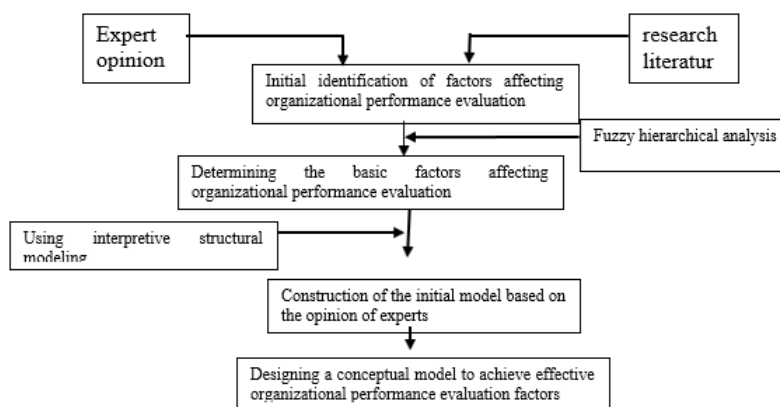 Expert
opinion
research
literatur
Initial identification of factors affecting
organizational performance evaluation
Fuzzy hierarchical analysis
Determining the basic factors affecting
organizational performance evaluation
Using interpretive structural
modeling
Construction of the initial model based on
the opinion of experts
Designing a conceptual model to achieve effective
organizational performance evaluation factors